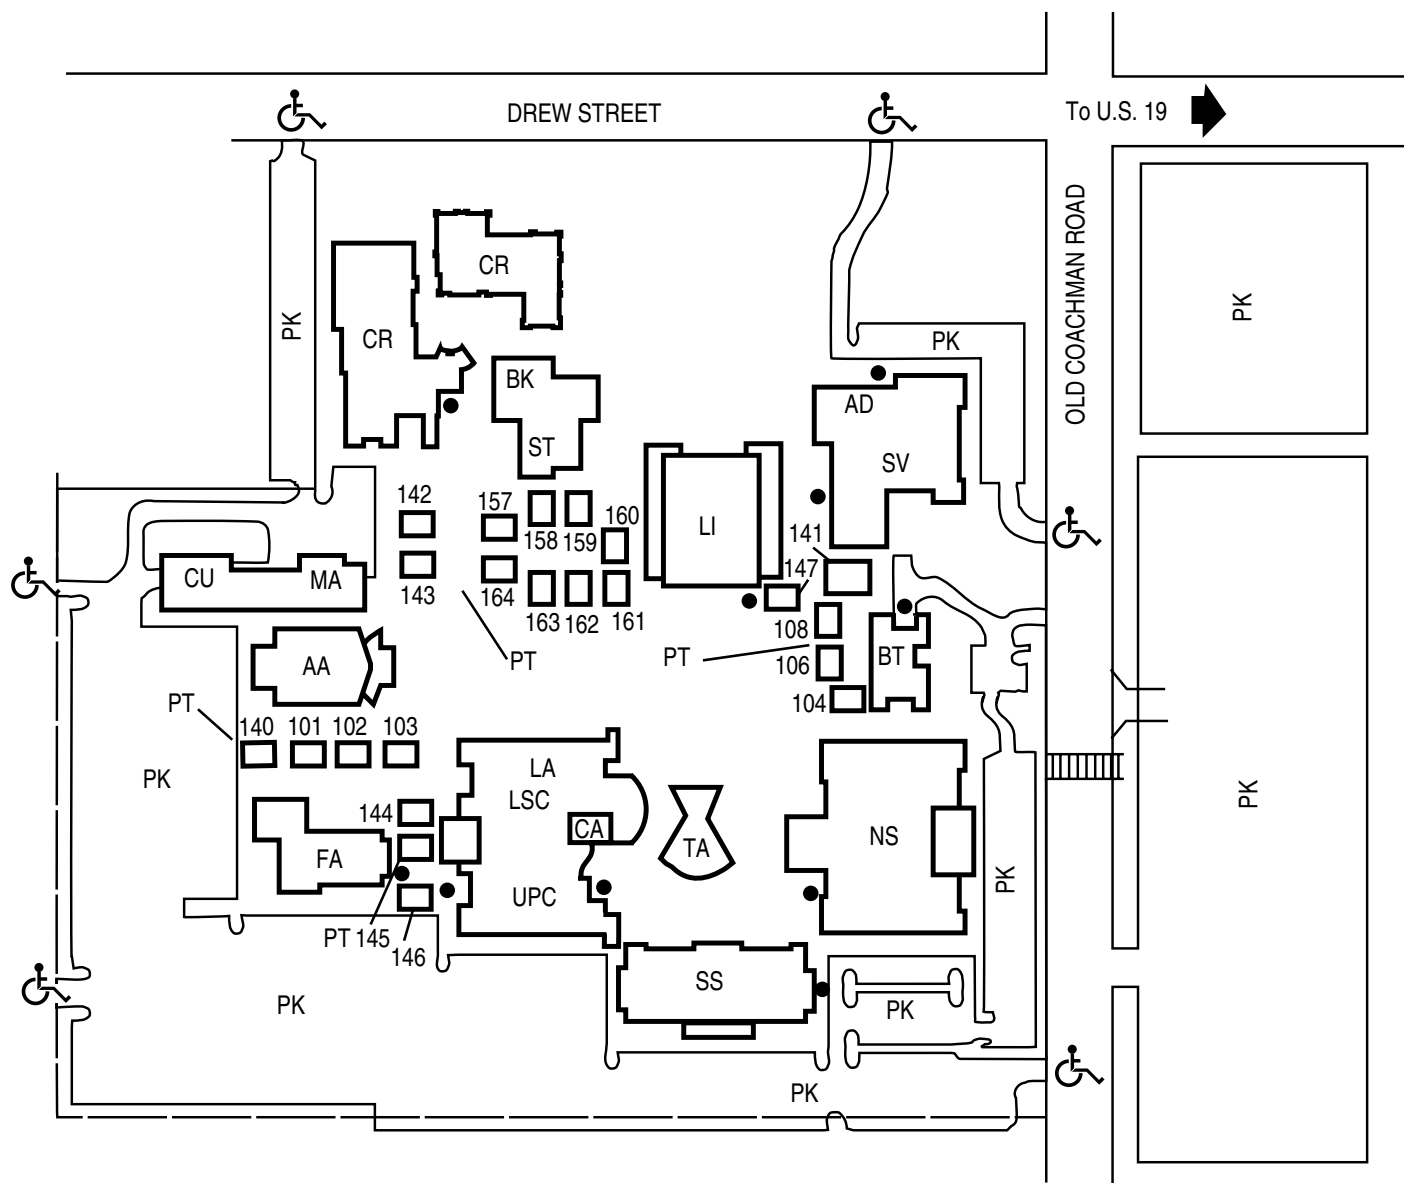 DREW STREET
To U.S. 19
OLD COACHMAN ROAD
PK
PK
CR
CR
PK
BK
ST
AD
SV
142
157
158
159
160
LI
141
147
CU
MA
143
164
163
162
161
108
PT
106
BT
PT
AA
104
PT
140
101
102
103
PK
LA
LSC
CA
144
FA
TA
NS
PK
PK
UPC
PT 145
146
SS
PK
PK
PK